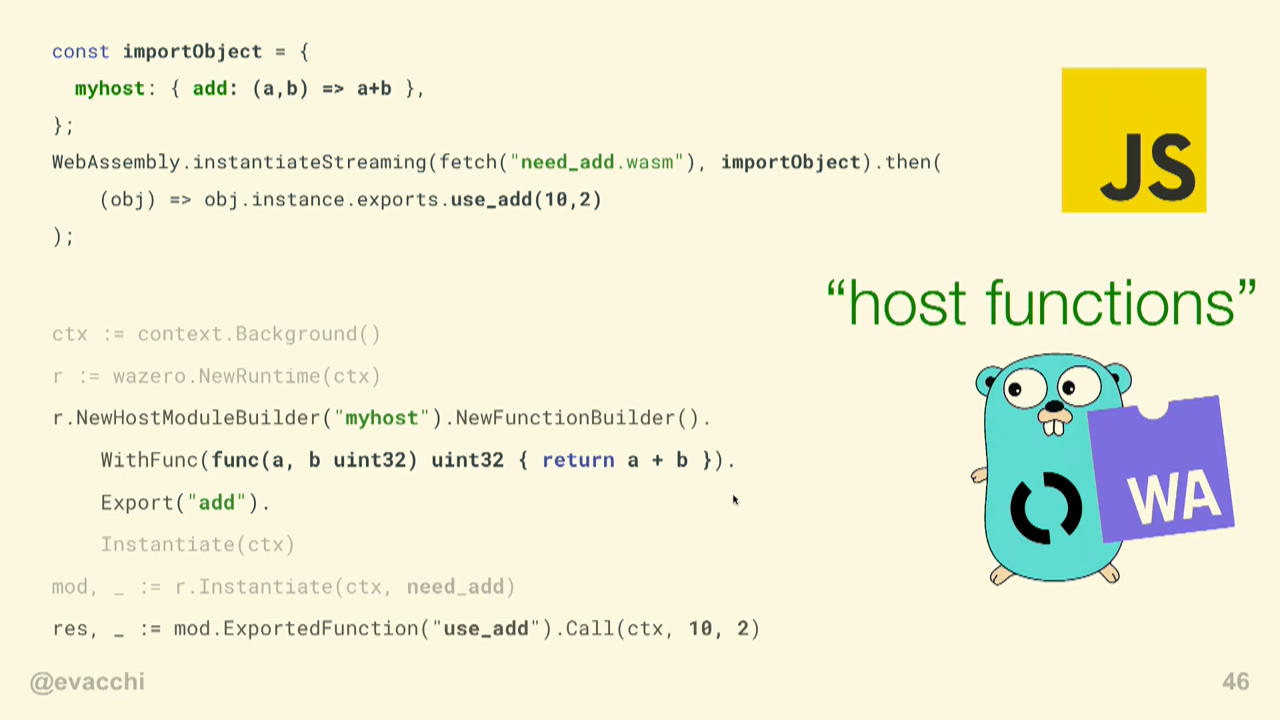 const importObject = {
  myhost: { add: (a,b) => a+b },
};
WebAssembly.instantiateStreaming(fetch("need_add.wasm"), importObject).then(
    (obj) => obj.instance.exports.use_add(10,2)
);
JS
“host functions”
ctx := context.Background()
r := wazero.NewRuntime(ctx)
r.NewHostModuleBuilder("myhost").NewFunctionBuilder().
    WithFunc(func(a, b uint32) uint32 { return a + b }).
    Export("add").
    Instantiate(ctx)
mod, _ := r.Instantiate(ctx, need_add)
res, _ := mod.ExportedFunction("use_add").Call(ctx, 10, 2)
WA
@evacchi
46